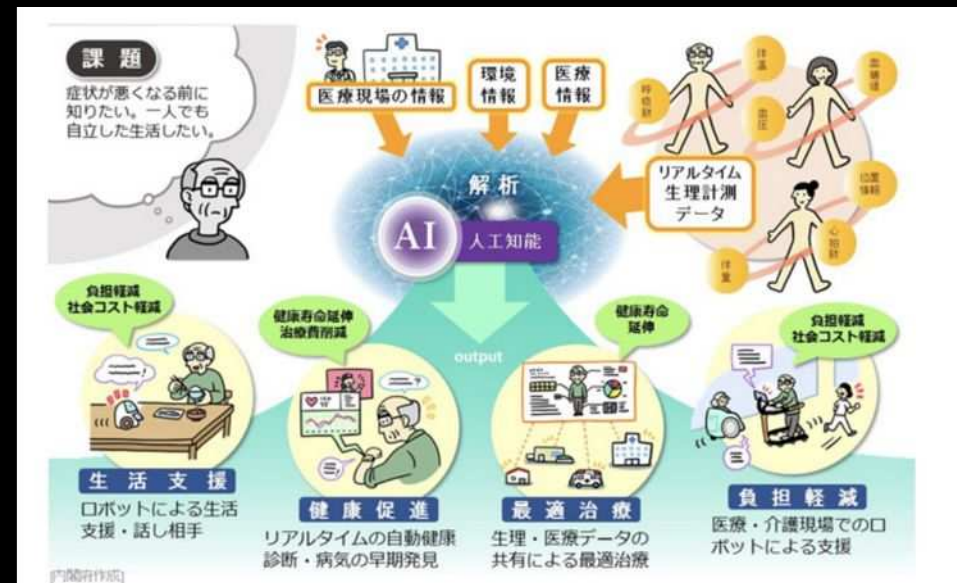 課題
症状が悪くなる前に
知りたい。一人でも
自立した生活したい。
医療現場の情報
環境
情報
医療
情報
体温
呼吸数
血圧
血糖値
リアルタイム
生理計測
データ
位置
情報
心拍数
体重
解析
AI
人工知能
output
負担軽減
社会コスト軽減
生活支援
ロボットによる生活
支援・話し相手
健康寿命延伸
治療費削減
健康促進
リアルタイムの自動健康
診断・病気の早期発見
健康寿命
延伸
最適治療
生理・医療データの
共有による最適治療
負担軽減
社会コスト軽減
負担軽減
医療・介護現場でのロ
ボットによる支援
[内閣府作成]